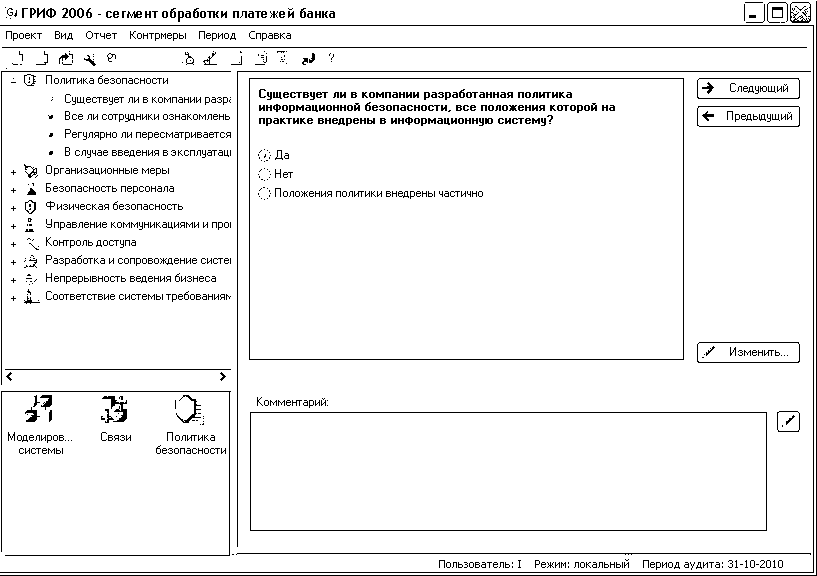 ГРИФ 2006 - сегмент обработки платежей банка
Проект Вид Отчет Контрмеры Период Справка
Политика безопасности
Существует ли в компании разра
Все ли сотрудники ознакомлены
Регулярно ли пересматривается
В случае введения в эксплуатац
Организационные меры
Безопасность персонала
Физическая безопасность
Управление коммуникациями и про
Контроль доступа
Разработка и сопровождение систе
Непрерывность ведения бизнеса
Соответствие системы требованиям
Моделиров...
системы
Связи
Политика
безопасности
Существует ли в компании разработанная политика
информационной безопасности, все положения которой на
практике внедрены в информационную систему?
Да
Нет
Положения политики внедрены частично
Следующий
Предыдущий
Изменить...
Комментарий:
Пользователь: I Режим: локальный Период аудита: 31-10-2010